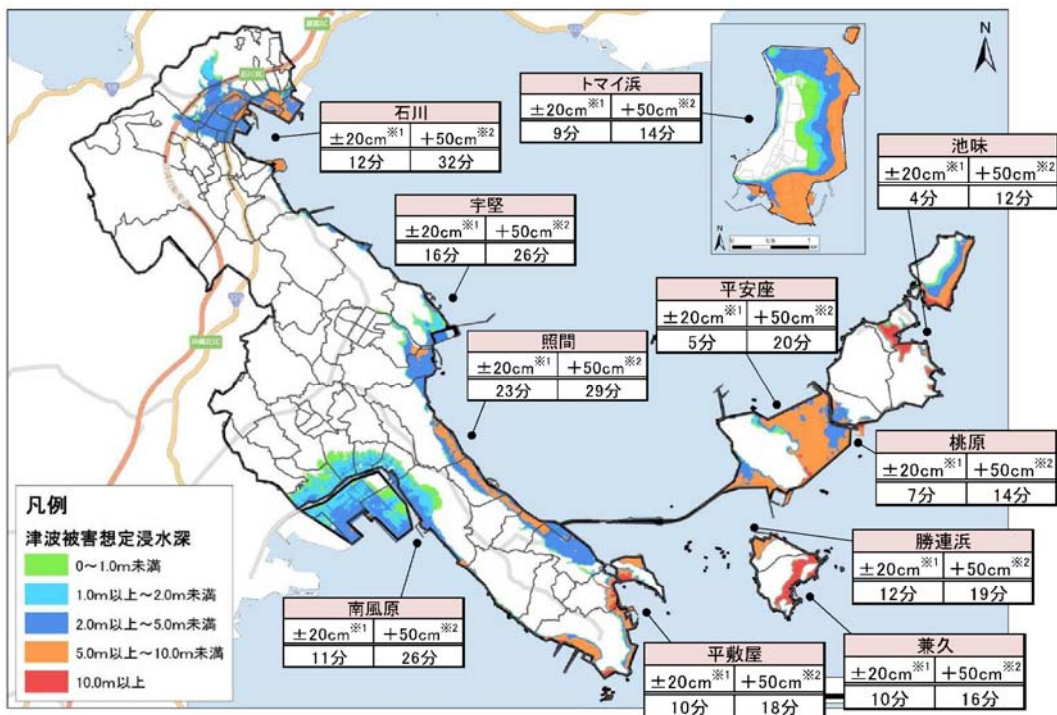 N
トマイ浜
±20cm※1 +50cm※2
9分 14分
石川
±20cm※1 +50cm※2
12分 32分
池味
±20cm※1 +50cm※2
4分 12分
宇堅
±20cm※1 +50cm※2
16分 26分
N
平安座
±20cm※1 +50cm※2
5分 20分
照間
±20cm※1 +50cm※2
23分 29分
桃原
±20cm※1 +50cm※2
7分 14分
勝連浜
±20cm※1 +50cm※2
12分 19分
南風原
±20cm※1 +50cm※2
11分 26分
平敷屋
±20cm※1 +50cm※2
10分 18分
兼久
±20cm※1 +50cm※2
10分 16分
凡例
津波被害想定浸水深
0～1.0m未満
1.0m以上～2.0m未満
2.0m以上～5.0m未満
5.0m以上～10.0m未満
10.0m以上